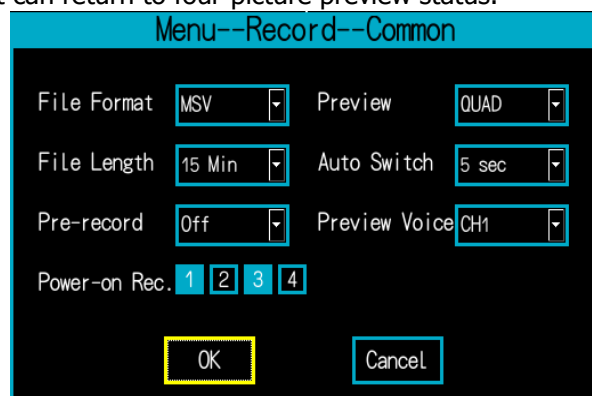 can return to four picture preview status.
Menu--Record--Common
File Format MSV Preview QUAD
File Length 15 Min Auto Switch 5 sec
Pre-record Off Preview Voice CH1
Power-on Rec. 1 2 3 4
OK Cancel